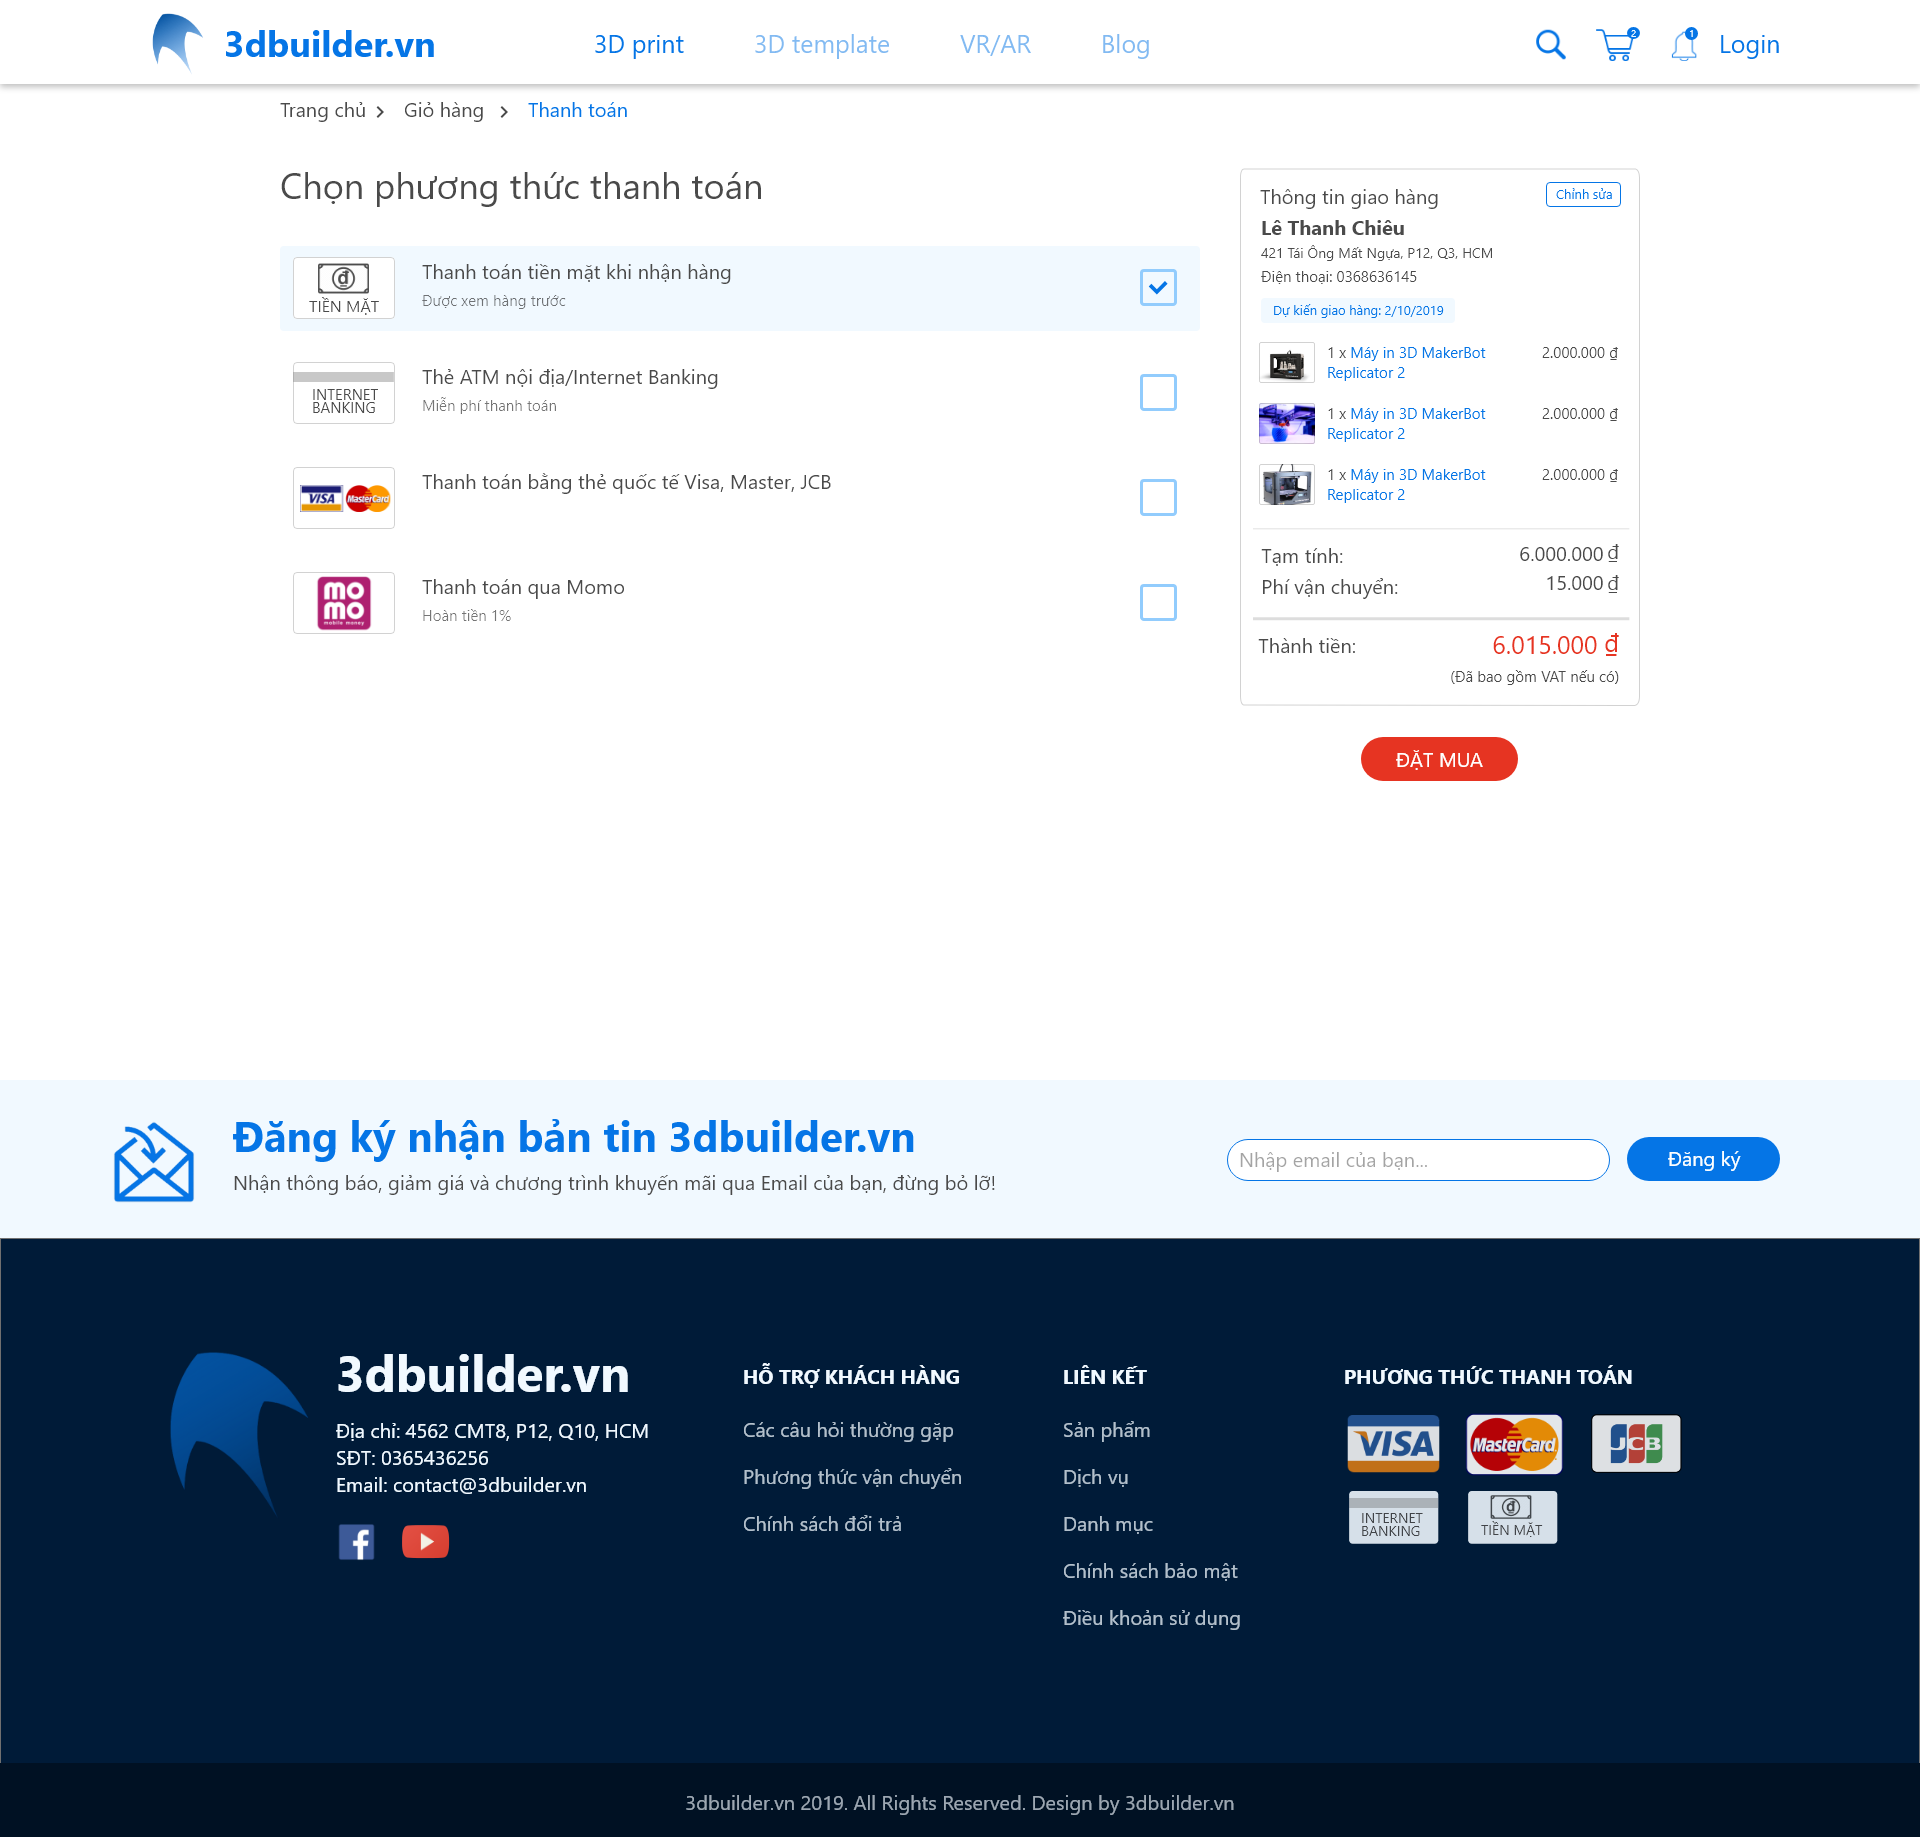 3dbuilder.vn
3D print
3D template
VR/AR
Blog
2
1
Login
Trang chủ
Giỏ hàng
Thanh toán
Chọn phương thức thanh toán
TIỀN MẶT
Thanh toán tiền mặt khi nhận hàng
Được xem hàng trước
INTERNET
BANKING
Thẻ ATM nội địa/Internet Banking
Miễn phí thanh toán
VISA MasterCard
Thanh toán bằng thẻ quốc tế Visa, Master, JCB
mo
mo
mobile money
Thanh toán qua Momo
Hoàn tiền 1%
Thông tin giao hàng
Chỉnh sửa
Lê Thanh Chiêu
421 Tái Ông Mất Ngựa, P12, Q3, HCM
Điện thoại: 0368636145
Dự kiến giao hàng: 2/10/2019
1 x Máy in 3D MakerBot 2.000.000 ₫
Replicator 2
1 x Máy in 3D MakerBot 2.000.000 ₫
Replicator 2
1 x Máy in 3D MakerBot 2.000.000 ₫
Replicator 2
Tạm tính: 6.000.000 ₫
Phí vận chuyển: 15.000 ₫
Thành tiền: 6.015.000 ₫
(Đã bao gồm VAT nếu có)
ĐẶT MUA
Đăng ký nhận bản tin 3dbuilder.vn
Nhận thông báo, giảm giá và chương trình khuyến mãi qua Email của bạn, đừng bỏ lỡ!
Nhập email của bạn...
Đăng ký
3dbuilder.vn
Địa chỉ: 4562 CMT8, P12, Q10, HCM
SĐT: 0365436256
Email: contact@3dbuilder.vn
HỖ TRỢ KHÁCH HÀNG
Các câu hỏi thường gặp
Phương thức vận chuyển
Chính sách đổi trả
LIÊN KẾT
Sản phẩm
Dịch vụ
Danh mục
Chính sách bảo mật
Điều khoản sử dụng
PHƯƠNG THỨC THANH TOÁN
VISA
MasterCard
JCB
INTERNET
BANKING
TIỀN MẶT
3dbuilder.vn 2019. All Rights Reserved. Design by 3dbuilder.vn